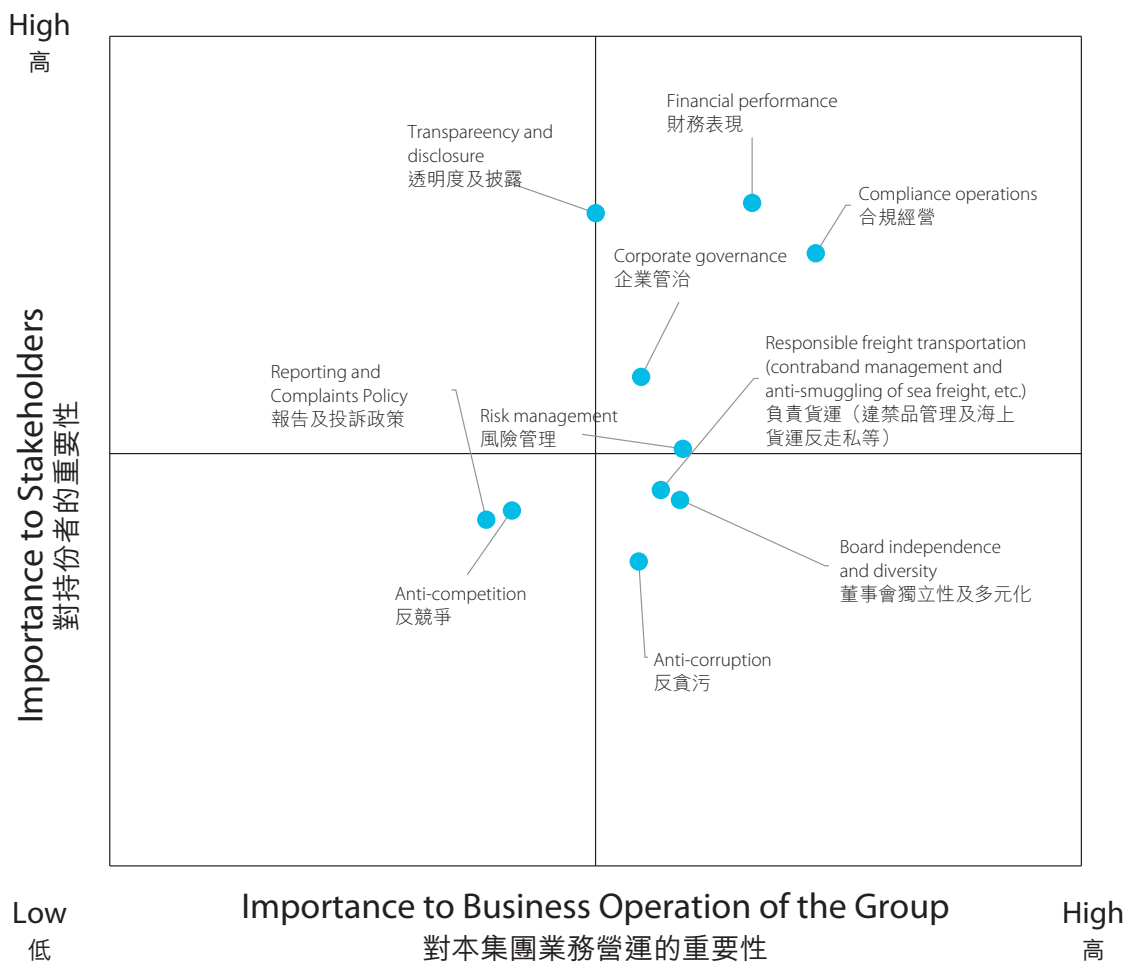 High
高
Financial performance
財務表現
Transpareency and
disclosure
透明度及披露
Compliance operations
合規經營
Corporate governance
企業管治
Responsible freight transportation
(contraband management and
anti-smuggling of sea freight, etc.)
負責貨運（違禁品管理及海上
貨運反走私等）
Reporting and
Complaints Policy
報告及投訴政策
Risk management
風險管理
Importance to Stakeholders
對持份者的重要性
Board independence
and diversity
董事會獨立性及多元化
Anti-competition
反競爭
Anti-corruption
反貪污
Low
低
Importance to Business Operation of the Group
對本集團業務營運的重要性
High
高